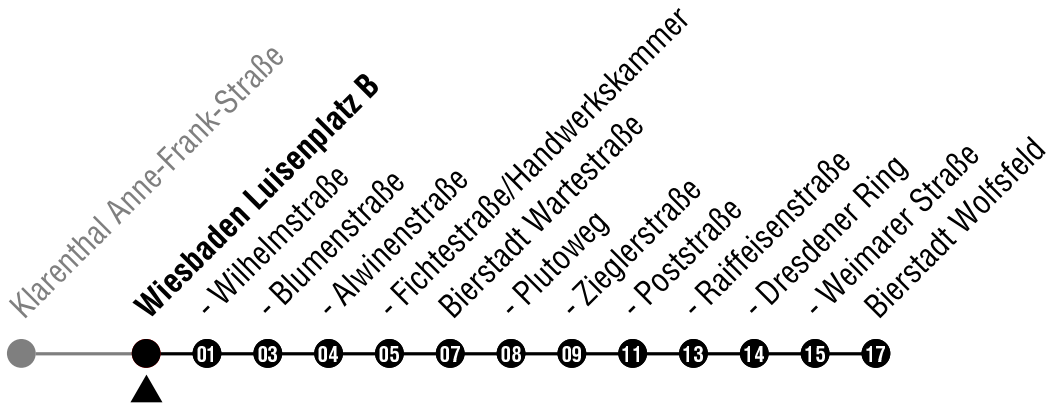 Klarenthal Anne-Frank-Straße
Wiesbaden Luisenplatz B
- Wilhelmstraße
- Blumenstraße
- Alwinenstraße
- Fichtestraße/Handwerkskammer
Bierstadt Wartestraße
- Plutoweg
- Zieglerstraße
- Poststraße
- Raiffeisenstraße
- Dresdener Ring
- Weimarer Straße
Bierstadt Wolfsfeld
01 03 04 05 07 08 09 11 13 14 15 17